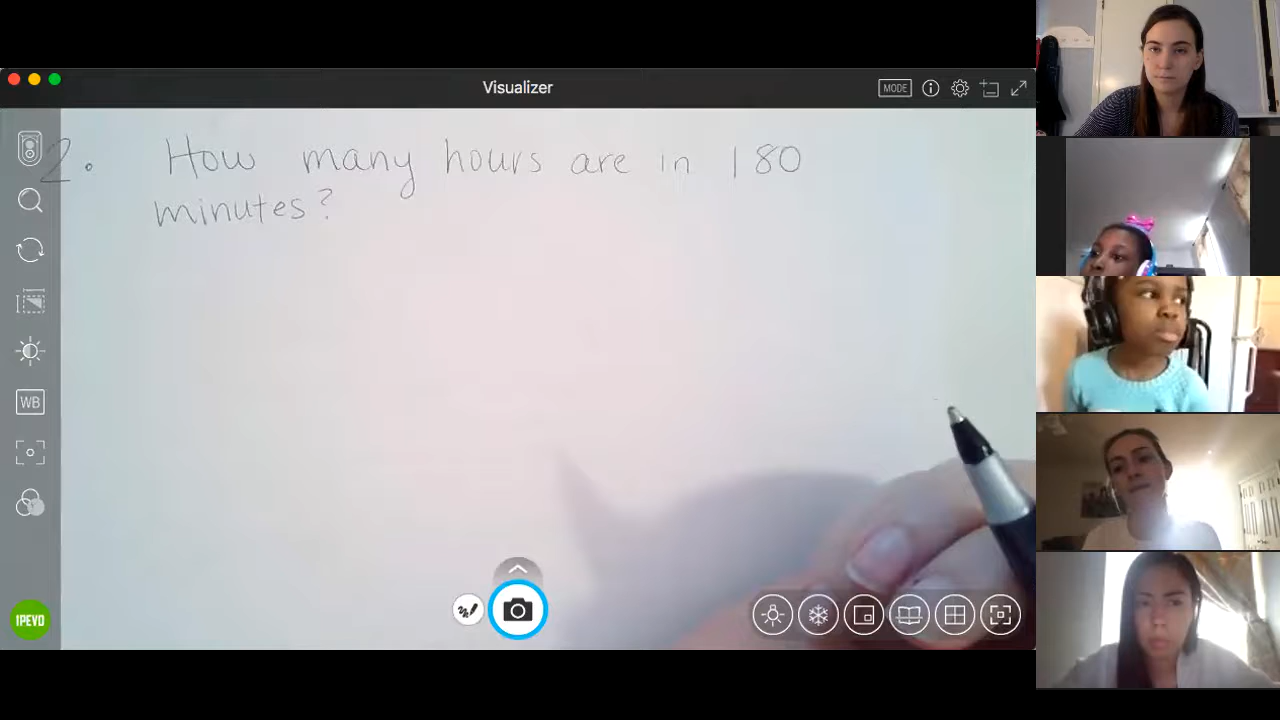 Visualizer
MODE
2. How many hours are in 180
minutes?
WB
IPEVO